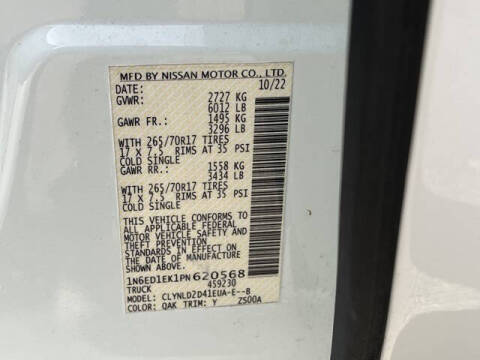 MFD BY NISSAN MOTOR CO., LTD.
DATE: 10/22
GVWR: 2727 KG
6012 LB
GAWR FR.: 1495 KG
3296 LB
WITH 265/70R17 TIRES
17 X 7.5 RIMS AT 35 PSI
COLD SINGLE
GAWR RR.: 1558 KG
3434 LB
WITH 265/70R17 TIRES
17 X 7.5 RIMS AT 35 PSI
COLD SINGLE
THIS VEHICLE CONFORMS TO
ALL APPLICABLE FEDERAL
MOTOR VEHICLE SAFETY AND
THEFT PREVENTION
STANDARDS IN EFFECT ON
THE DATE OF MANUFACTURE
1N6ED1EK1PN620568
TRUCK 459230
MODEL: CLYNLD2D41EUA-E--B
COLOR: QAK TRIM: Y ZS00A